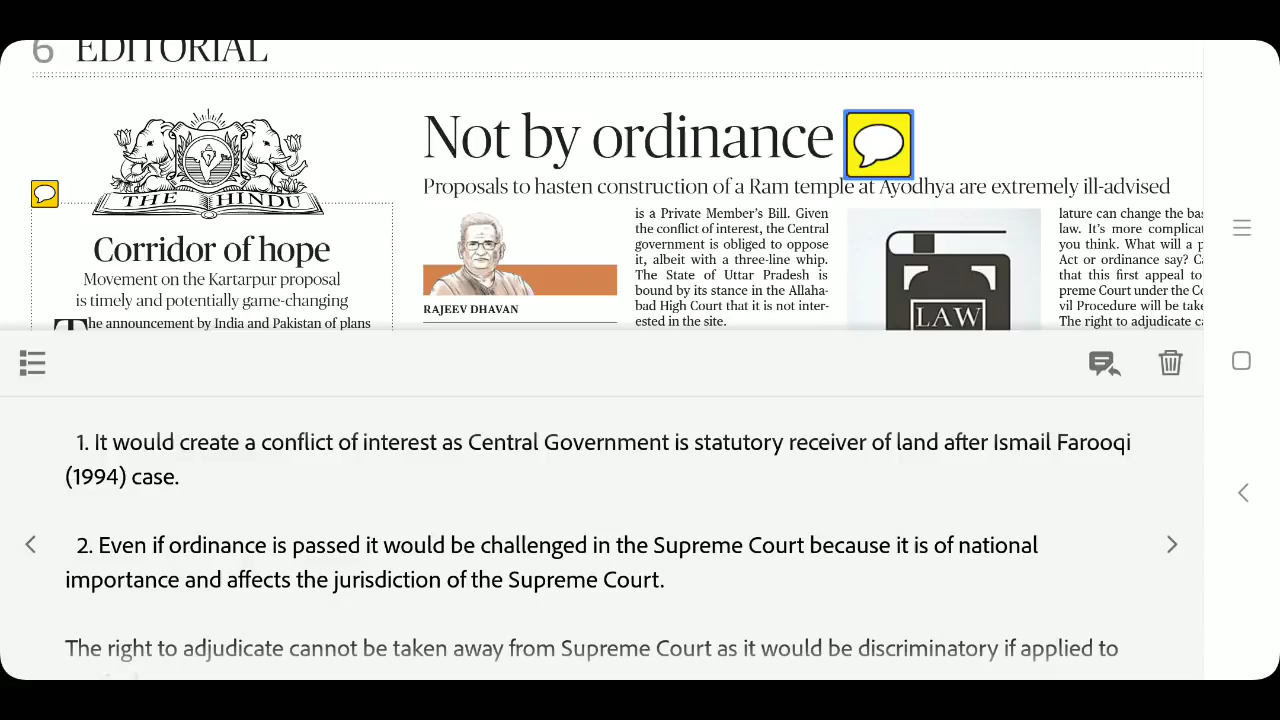 6 EDITORIAL
THE HINDU
Corridor of hope
Movement on the Kartarpur proposal
is timely and potentially game-changing
The announcement by India and Pakistan of plans
Not by ordinance
Proposals to hasten construction of a Ram temple at Ayodhya are extremely ill-advised
RAJEEV DHAVAN
is a Private Member's Bill. Given
the conflict of interest, the Central
government is obliged to oppose
it, albeit with a three-line whip.
The State of Uttar Pradesh is
bound by its stance in the Allaha-
bad High Court that it is not inter-
ested in the site.
LAW
lature can change the
law. It's more
you think. What will a
Act or ordinance say?
that this first appeal to
preme Court under the
vil Procedure will be
The right to adjudicate
1. It would create a conflict of interest as Central Government is statutory receiver of land after Ismail Farooqi
(1994) case.
2. Even if ordinance is passed it would be challenged in the Supreme Court because it is of national
importance and affects the jurisdiction of the Supreme Court.
The right to adjudicate cannot be taken away from Supreme Court as it would be discriminatory if applied to